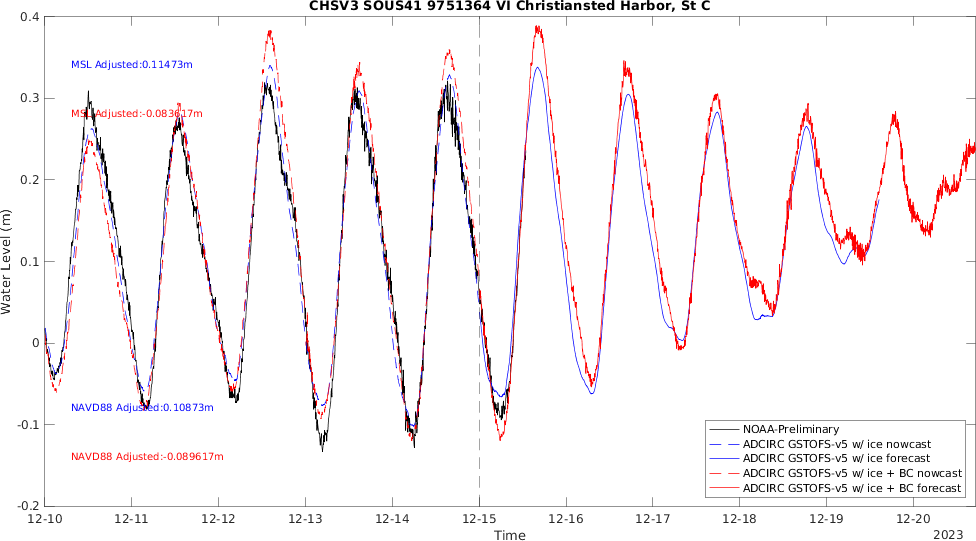 CHSV3 SOUS41 9751364 VI Christiansted Harbor, St C
0.4
0.3
0.2
0.1
0
-0.1
-0.2
Water Level (m)
MSL Adjusted:0.11473m
MSL Adjusted:-0.083617m
NAVD88 Adjusted:0.10873m
NAVD88 Adjusted:-0.089617m
NOAA-Preliminary
ADCIRC GSTOFS-v5 w/ ice nowcast
ADCIRC GSTOFS-v5 w/ ice forecast
ADCIRC GSTOFS-v5 w/ ice + BC nowcast
ADCIRC GSTOFS-v5 w/ ice + BC forecast
12-10 12-11 12-12 12-13 12-14 12-15 12-16 12-17 12-18 12-19 12-20
Time
2023